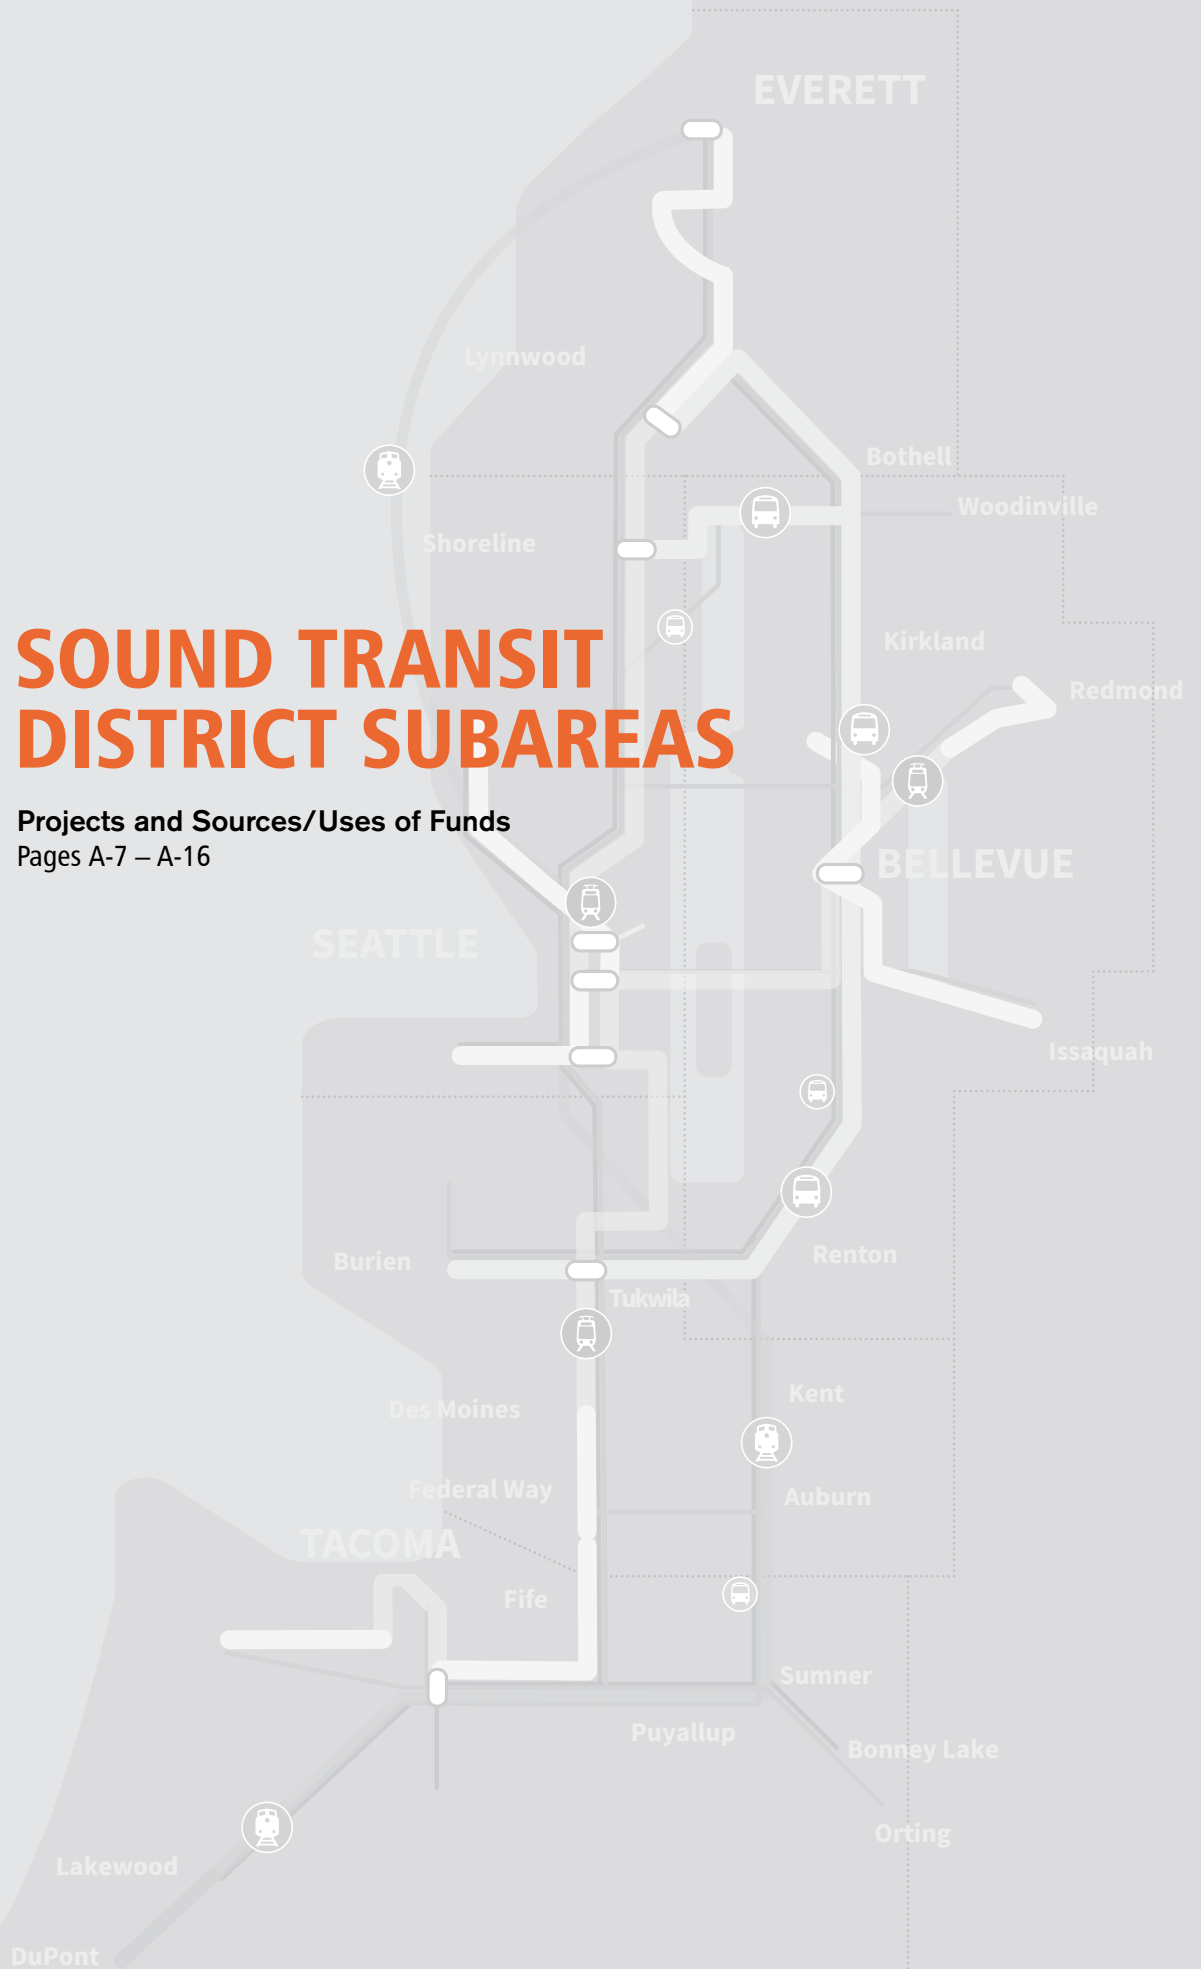 EVERETT
Lynnwood
Bothell
Woodinville
Shoreline
SOUND TRANSIT
DISTRICT SUBAREAS
Kirkland
Redmond
Projects and Sources/Uses of Funds
Pages A-7 – A-16
BELLEVUE
SEATTLE
Issaquah
Burien
Renton
Tukwila
Des Moines
Kent
Federal Way
Auburn
TACOMA
Fife
Sumner
Puyallup
Bonney Lake
Orting
Lakewood
DuPont